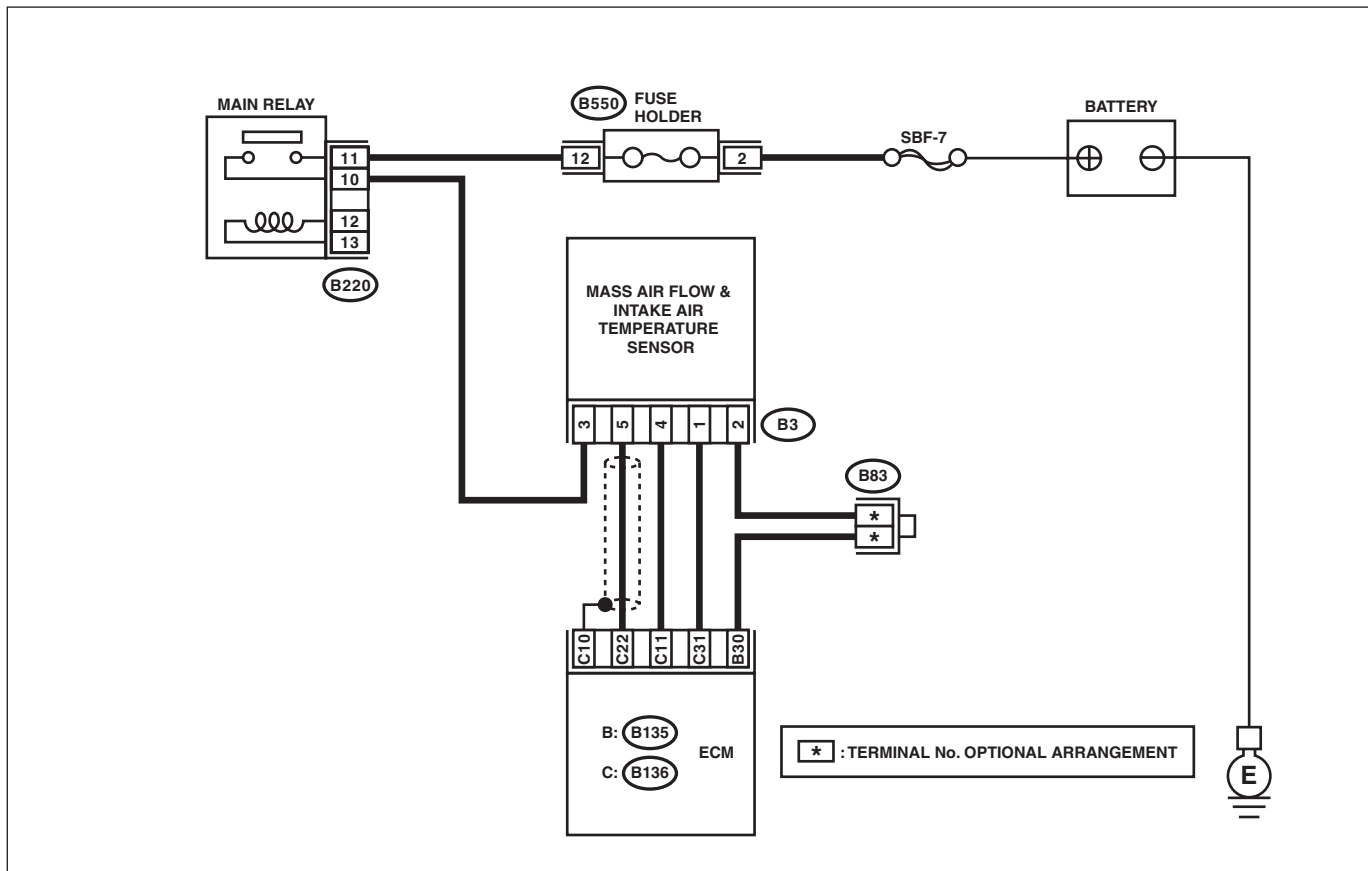 MAIN RELAY
11
10
12
13
B220
B550
FUSE
HOLDER
12
2
SBF-7
BATTERY
MASS AIR FLOW &
INTAKE AIR
TEMPERATURE
SENSOR
3 5 4 1 2
B3
B83
*
*
C10 C22 C11 C31 B30
B: B135
C: B136
ECM
* : TERMINAL No. OPTIONAL ARRANGEMENT
E